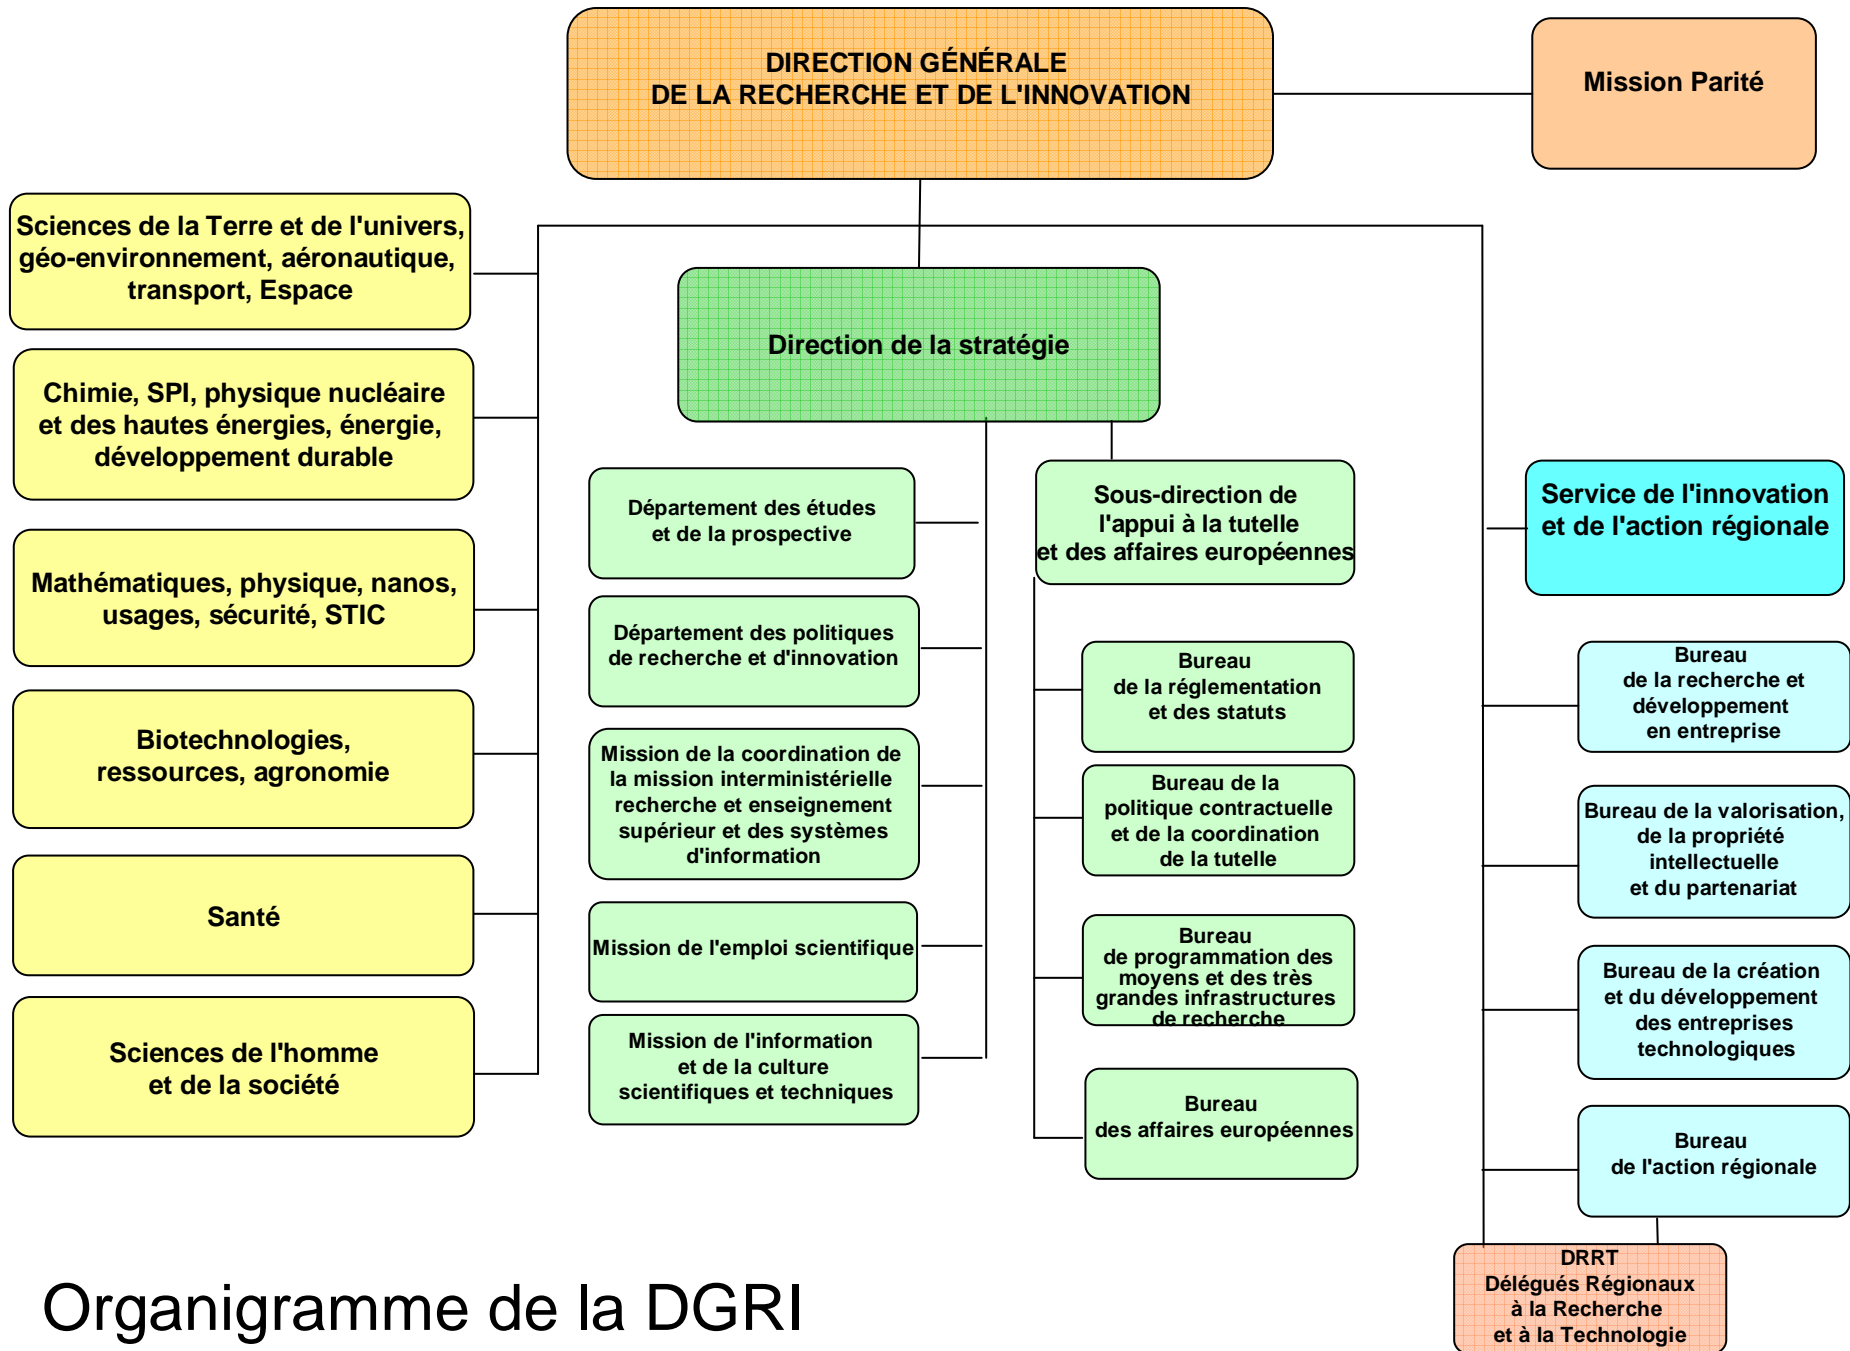 DIRECTION GÉNÉRALE
DE LA RECHERCHE ET DE L'INNOVATION
Mission Parité
Sciences de la Terre et de l'univers,
géo-environnement, aéronautique,
transport, Espace
Chimie, SPI, physique nucléaire
et des hautes énergies, énergie,
développement durable
Mathématiques, physique, nanos,
usages, sécurité, STIC
Biotechnologies,
ressources, agronomie
Santé
Sciences de l'homme
et de la société
Direction de la stratégie
Département des études
et de la prospective
Département des politiques
de recherche et d'innovation
Mission de la coordination de
la mission interministérielle
recherche et enseignement
supérieur et des systèmes
d'information
Mission de l'emploi scientifique
Mission de l'information
et de la culture
scientifiques et techniques
Sous-direction de
l'appui à la tutelle
et des affaires européennes
Bureau
de la réglementation
et des statuts
Bureau de la
politique contractuelle
et de la coordination
de la tutelle
Bureau
de programmation des
moyens et des très
grandes infrastructures
de recherche
Bureau
des affaires européennes
Service de l'innovation
et de l'action régionale
Bureau
de la recherche et
développement
en entreprise
Bureau de la valorisation,
de la propriété
intellectuelle
et du partenariat
Bureau de la création
et du développement
des entreprises
technologiques
Bureau
de l'action régionale
DRRT
Délégués Régionaux
à la Recherche
et à la Technologie
Organigramme de la DGRI